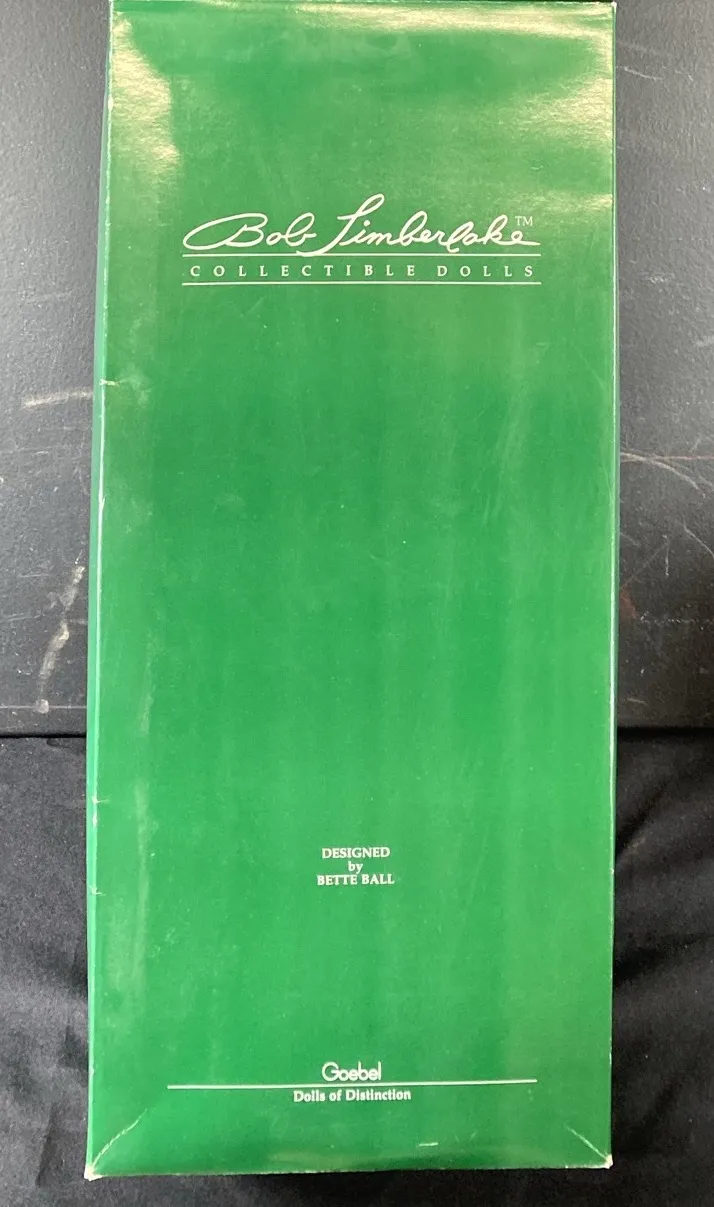 Bob Timberlake™
COLLECTIBLE DOLLS
DESIGNED
by
BETTE BALL
Goebel
Dolls of Distinction